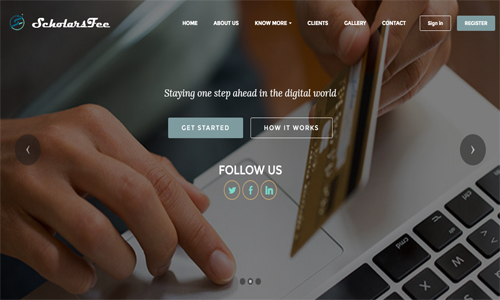 ScholarsFee
HOME ABOUT US KNOW MORE CLIENTS GALLERY CONTACT Sign In REGISTER
Staying one step ahead in the digital world
GET STARTED HOW IT WORKS
FOLLOW US